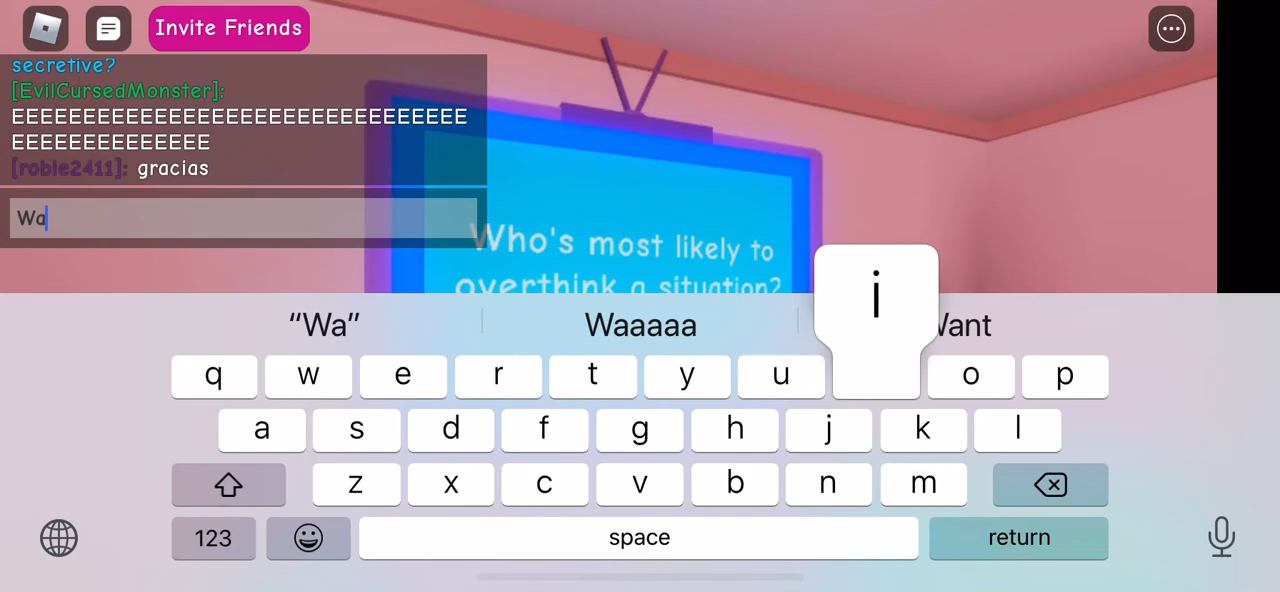 Invite Friends
secretive?
[EvilCursedMonster]:
EEEEEEEEEEEEEEEEEEEEEEEEEEEEEEEE
EEEEEEEEEEEEEE
[roble2411]: gracias
Wa
Who's most likely to
overthink a situation?
“Wa” Waaaaa Want
i
q w e r t y u o p
a s d f g h j k l
z x c v b n m
123 space return